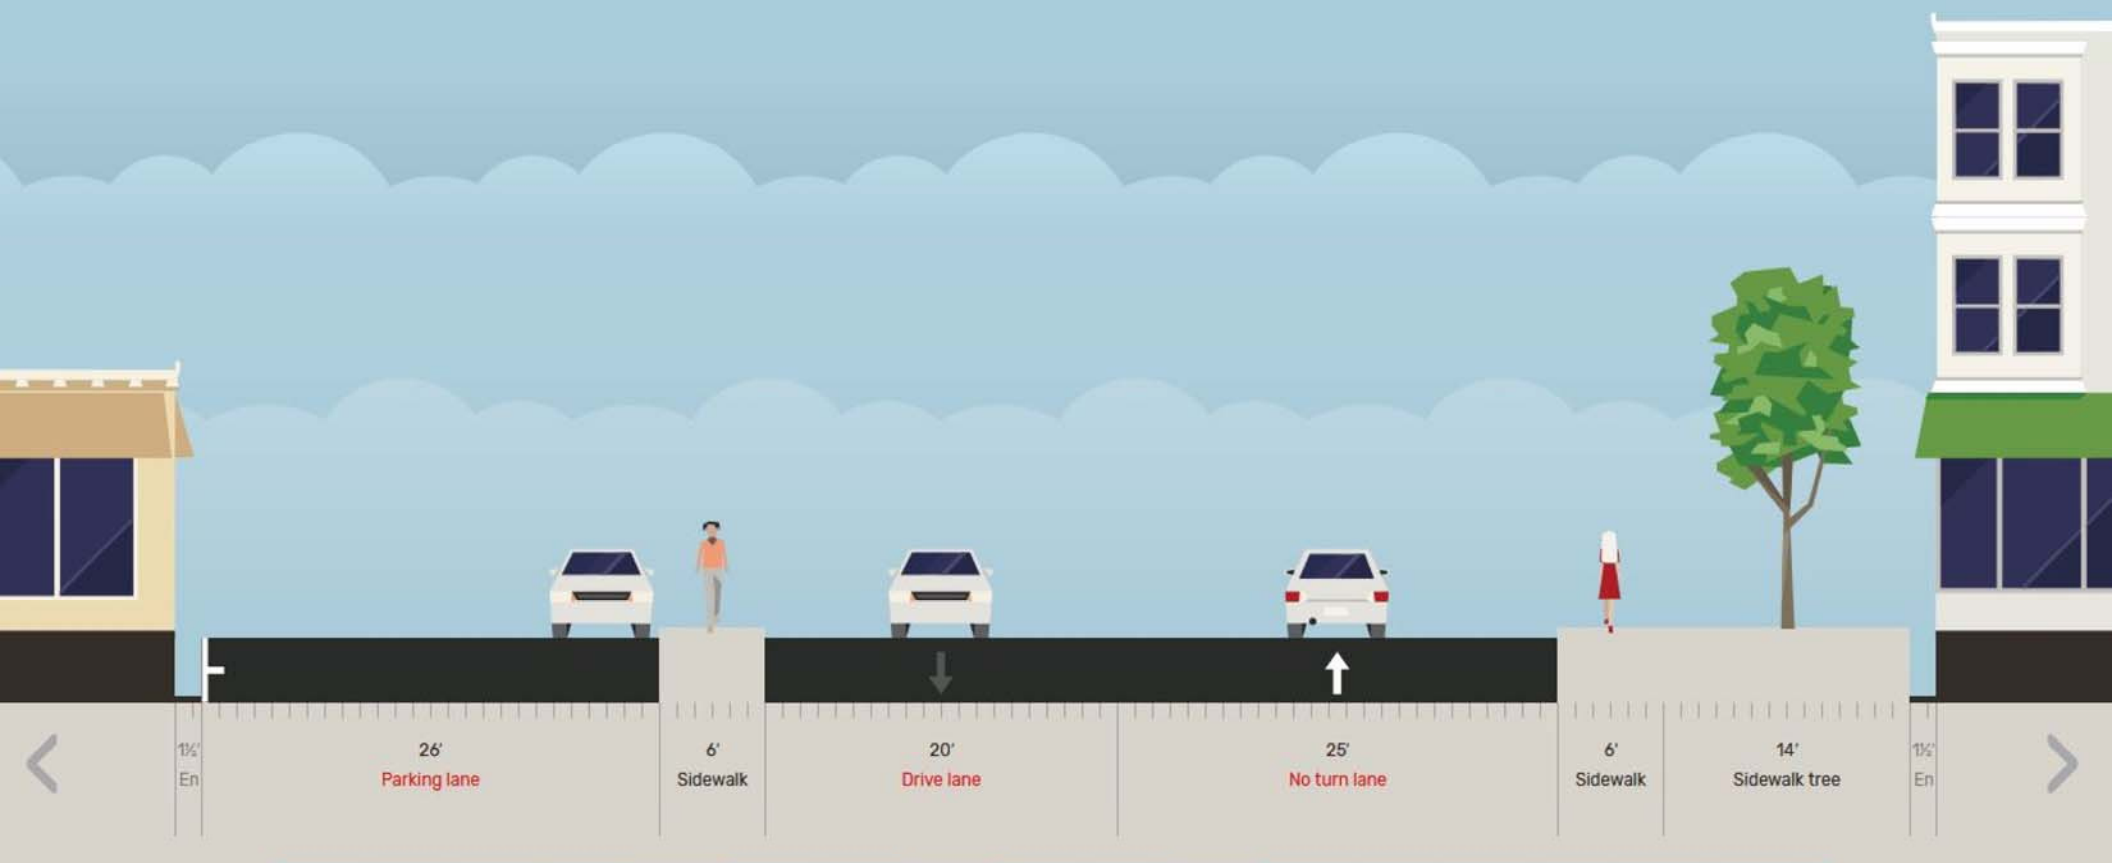 1½'
En
26'
Parking lane
6'
Sidewalk
20'
Drive lane
25'
No turn lane
6'
Sidewalk
14'
Sidewalk tree
1½'
En